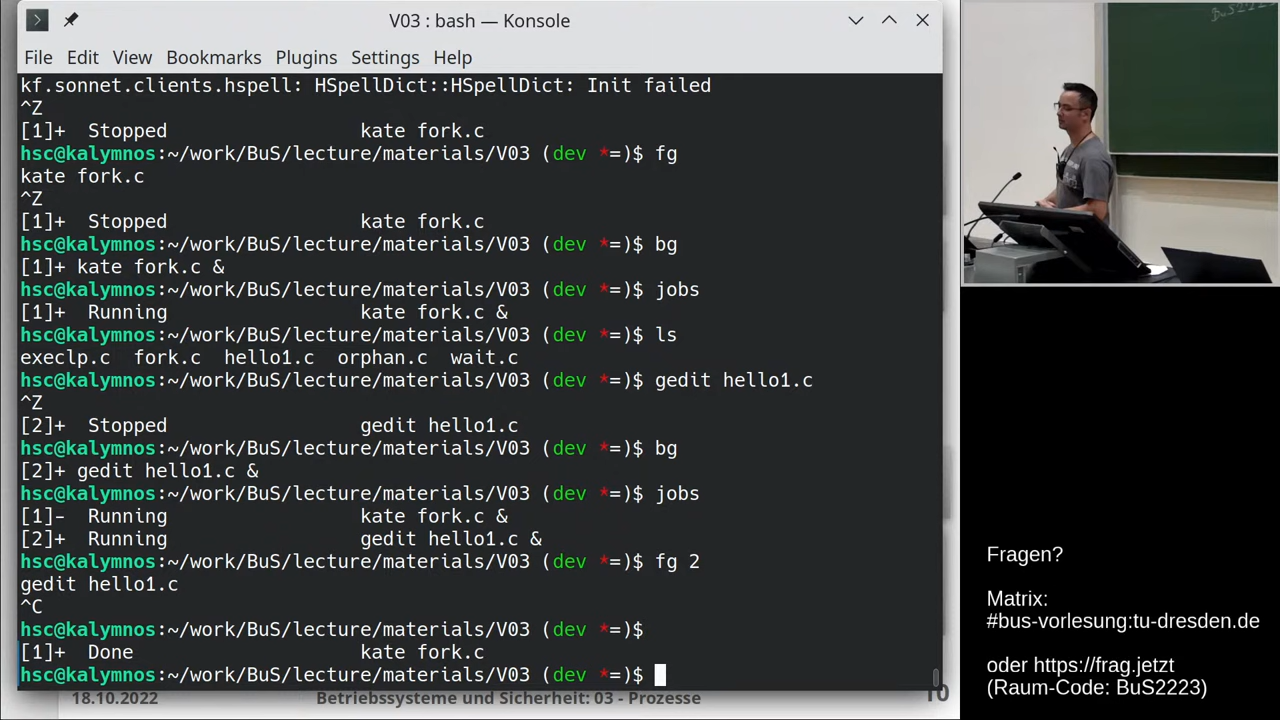 V03 : bash — Konsole
File Edit View Bookmarks Plugins Settings Help
kf.sonnet.clients.hspell: HSpellDict::HSpellDict: Init failed
^Z
[1]+  Stopped                 kate fork.c
hsc@kalymnos:~/work/BuS/lecture/materials/V03 (dev *=)$ fg
kate fork.c
^Z
[1]+  Stopped                 kate fork.c
hsc@kalymnos:~/work/BuS/lecture/materials/V03 (dev *=)$ bg
[1]+ kate fork.c &
hsc@kalymnos:~/work/BuS/lecture/materials/V03 (dev *=)$ jobs
[1]+  Running                 kate fork.c &
hsc@kalymnos:~/work/BuS/lecture/materials/V03 (dev *=)$ ls
execlp.c  fork.c  hello1.c  orphan.c  wait.c
hsc@kalymnos:~/work/BuS/lecture/materials/V03 (dev *=)$ gedit hello1.c
^Z
[2]+  Stopped                 gedit hello1.c
hsc@kalymnos:~/work/BuS/lecture/materials/V03 (dev *=)$ bg
[2]+ gedit hello1.c &
hsc@kalymnos:~/work/BuS/lecture/materials/V03 (dev *=)$ jobs
[1]-  Running                 kate fork.c &
[2]+  Running                 gedit hello1.c &
hsc@kalymnos:~/work/BuS/lecture/materials/V03 (dev *=)$ fg 2
gedit hello1.c
^C
hsc@kalymnos:~/work/BuS/lecture/materials/V03 (dev *=)$
[1]+  Done                    kate fork.c
hsc@kalymnos:~/work/BuS/lecture/materials/V03 (dev *=)$
18.10.2022 Betriebssysteme und Sicherheit: 03 - Prozesse 10
BuS2223
Fragen?
Matrix:
#bus-vorlesung:tu-dresden.de
oder https://frag.jetzt
(Raum-Code: BuS2223)